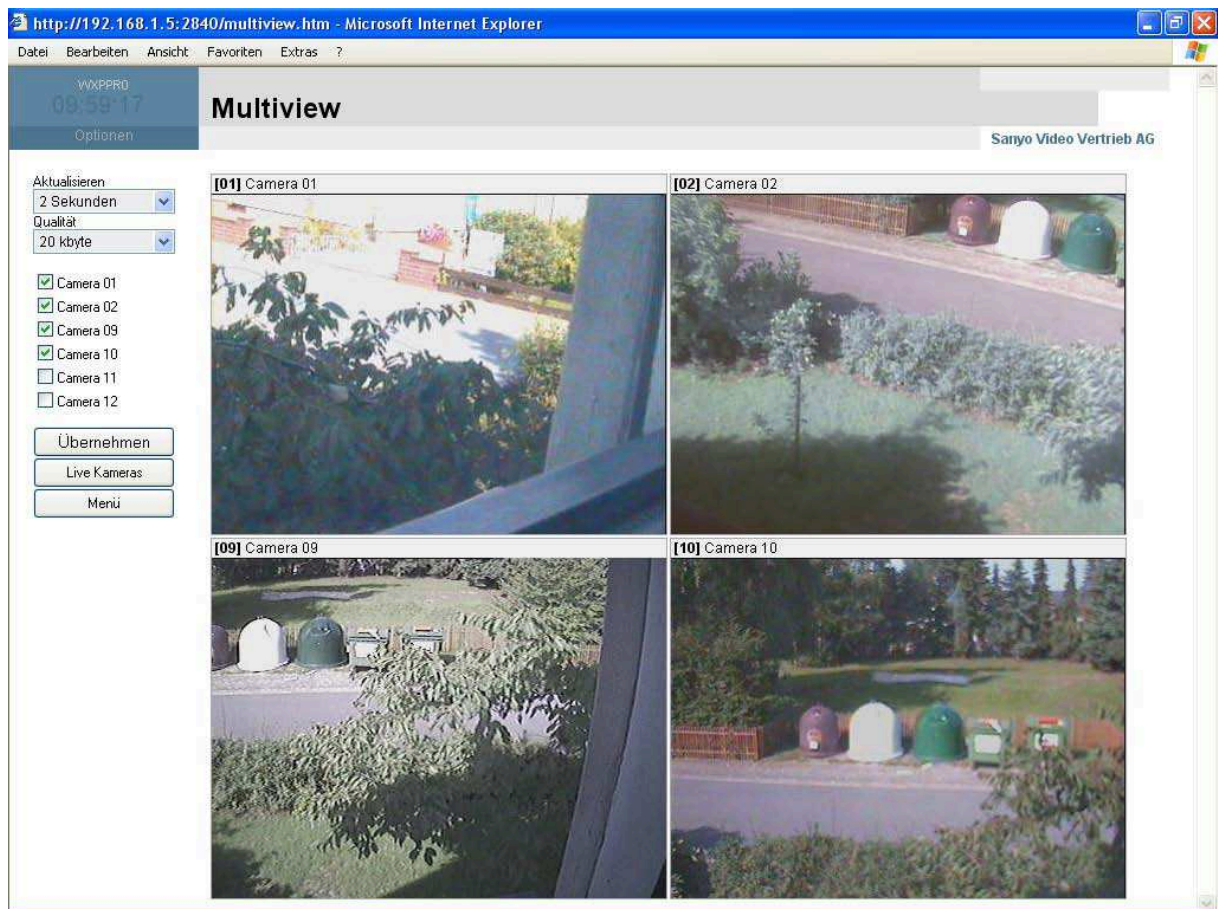 http://192.168.1.5:2840/multiview.htm - Microsoft Internet Explorer
Datei Bearbeiten Ansicht Favoriten Extras ?
WXPPRO
09:59:17
Optionen
Multiview
Sanyo Video Vertrieb AG
Aktualisieren
2 Sekunden
Qualität
20 kbyte
Camera 01
Camera 02
Camera 09
Camera 10
Camera 11
Camera 12
Übernehmen
Live Kameras
Menü
[01] Camera 01
[02] Camera 02
[09] Camera 09
[10] Camera 10